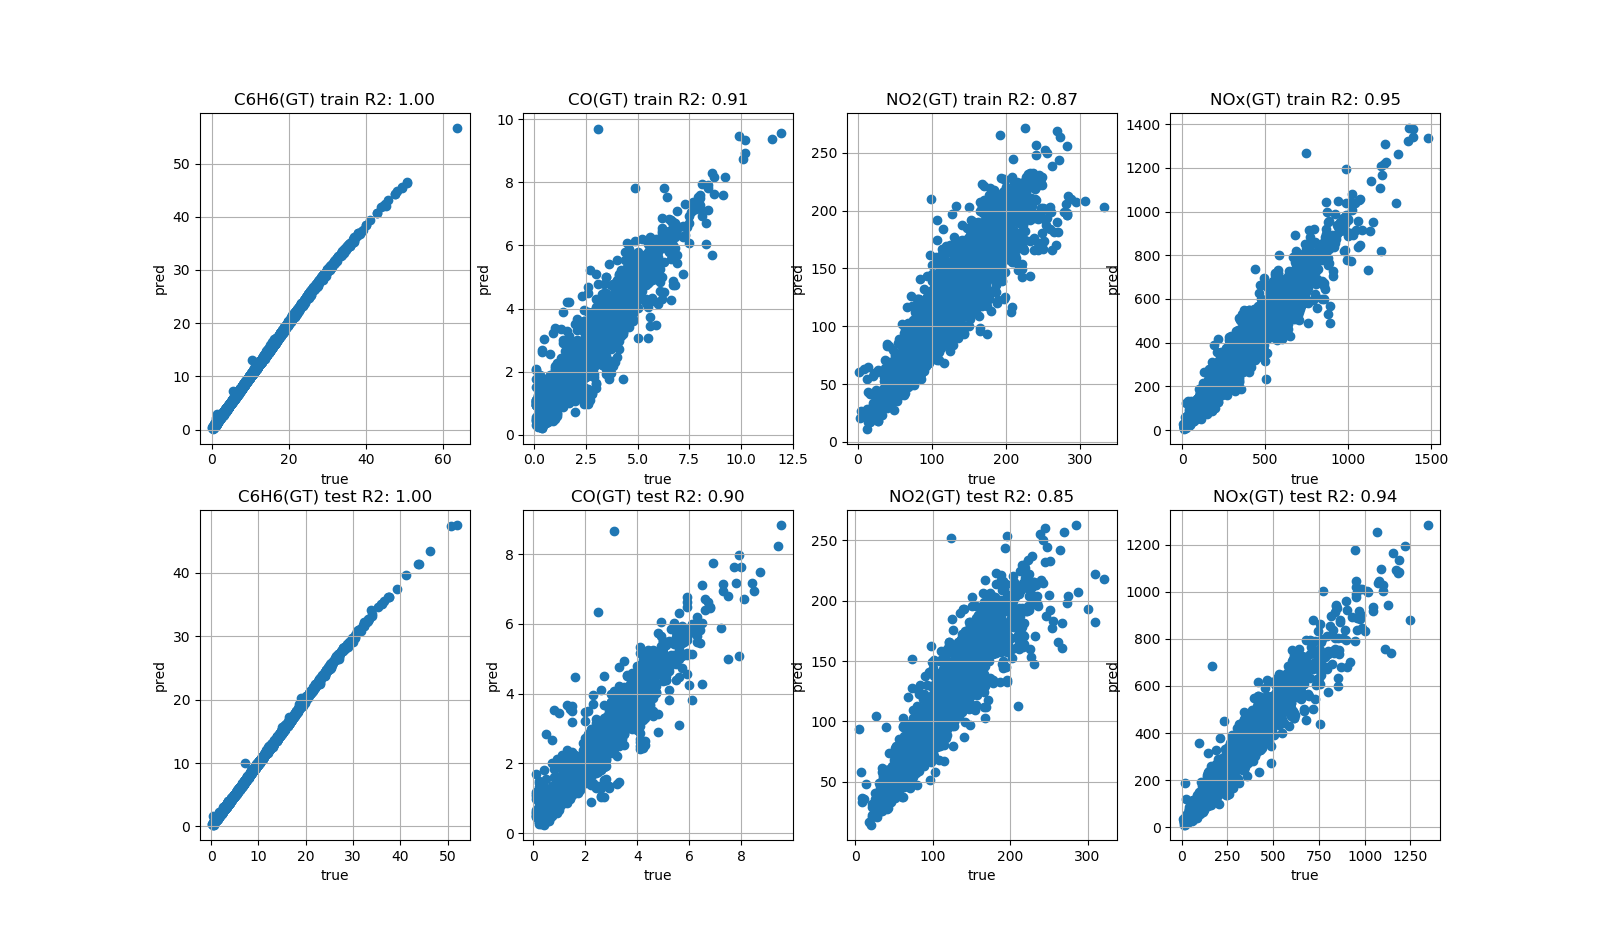 C6H6(GT) train R2: 1.00
pred
50
40
30
20
10
0
0 20 40 60
true
CO(GT) train R2: 0.91
pred
10
8
6
4
2
0
0.0 2.5 5.0 7.5 10.0 12.5
true
NO2(GT) train R2: 0.87
pred
250
200
150
100
50
0
0 100 200 300
true
NOx(GT) train R2: 0.95
pred
1400
1200
1000
800
600
400
200
0
0 500 1000 1500
true
C6H6(GT) test R2: 1.00
pred
40
30
20
10
0
0 10 20 30 40 50
true
CO(GT) test R2: 0.90
pred
8
6
4
2
0
0 2 4 6 8
true
NO2(GT) test R2: 0.85
pred
250
200
150
100
50
0 100 200 300
true
NOx(GT) test R2: 0.94
pred
1200
1000
800
600
400
200
0
0 250 500 750 1000 1250
true